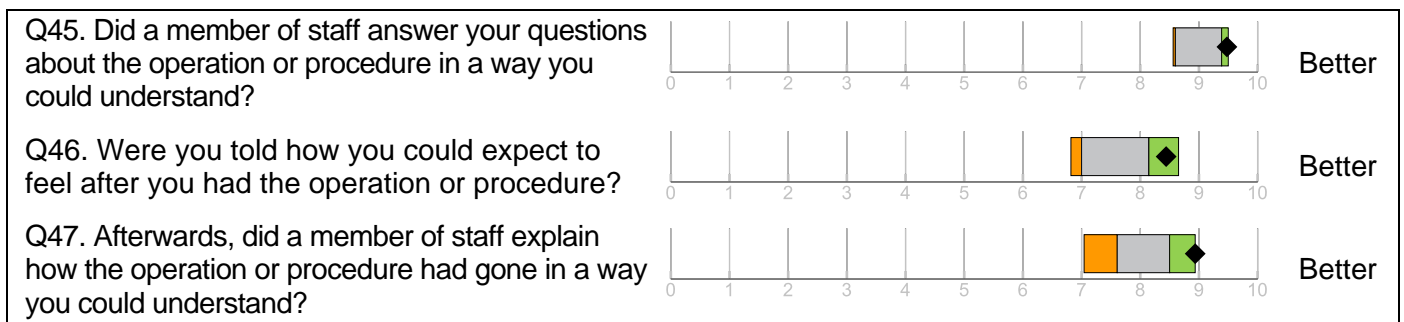 Q45. Did a member of staff answer your questions
about the operation or procedure in a way you
could understand?
0 1 2 3 4 5 6 7 8 9 10
Better
Q46. Were you told how you could expect to
feel after you had the operation or procedure?
0 1 2 3 4 5 6 7 8 9 10
Better
Q47. Afterwards, did a member of staff explain
how the operation or procedure had gone in a way
you could understand?
0 1 2 3 4 5 6 7 8 9 10
Better